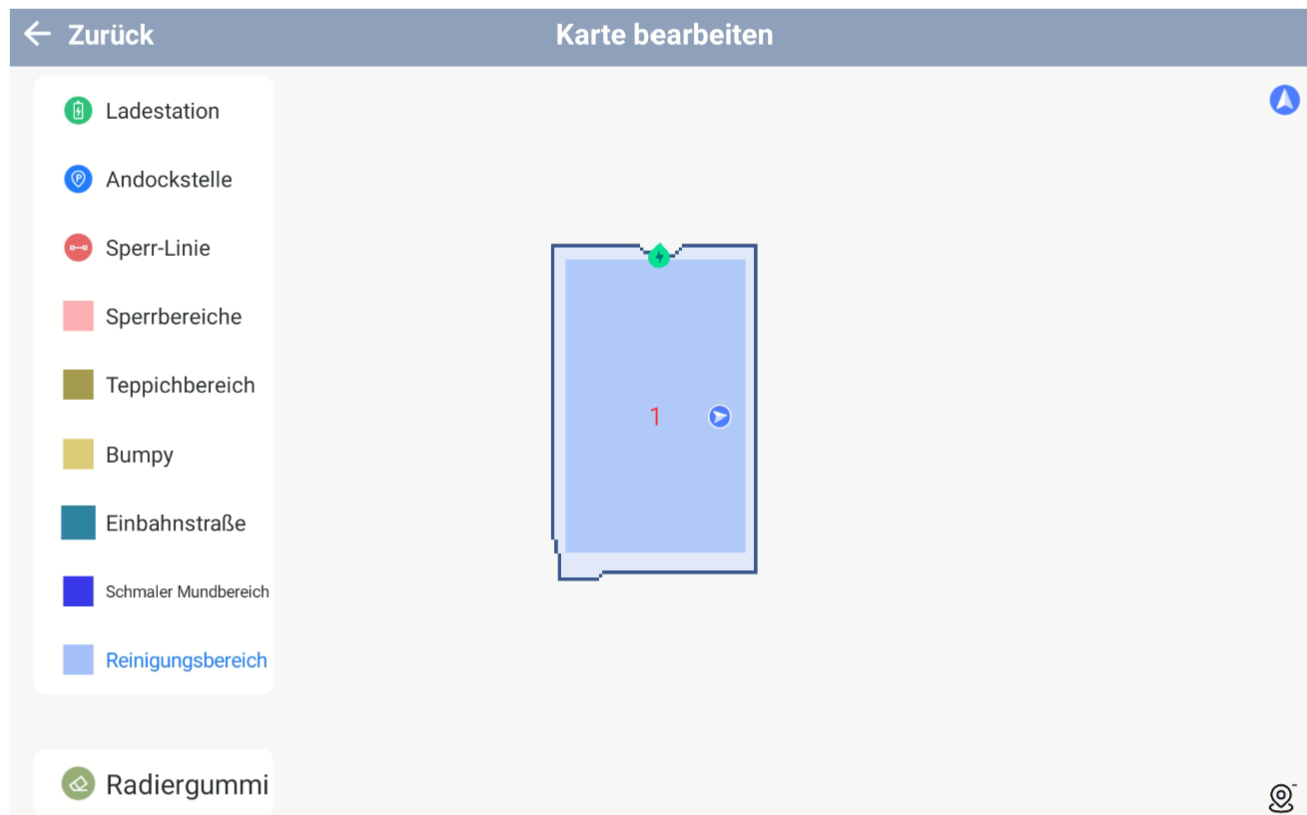 Zurück
Karte bearbeiten
Ladestation
Andockstelle
Sperr-Linie
Sperrbereiche
Teppichbereich
Bumpy
Einbahnstraße
Schmaler Mundbereich
Reinigungsbereich
Radiergummi
1